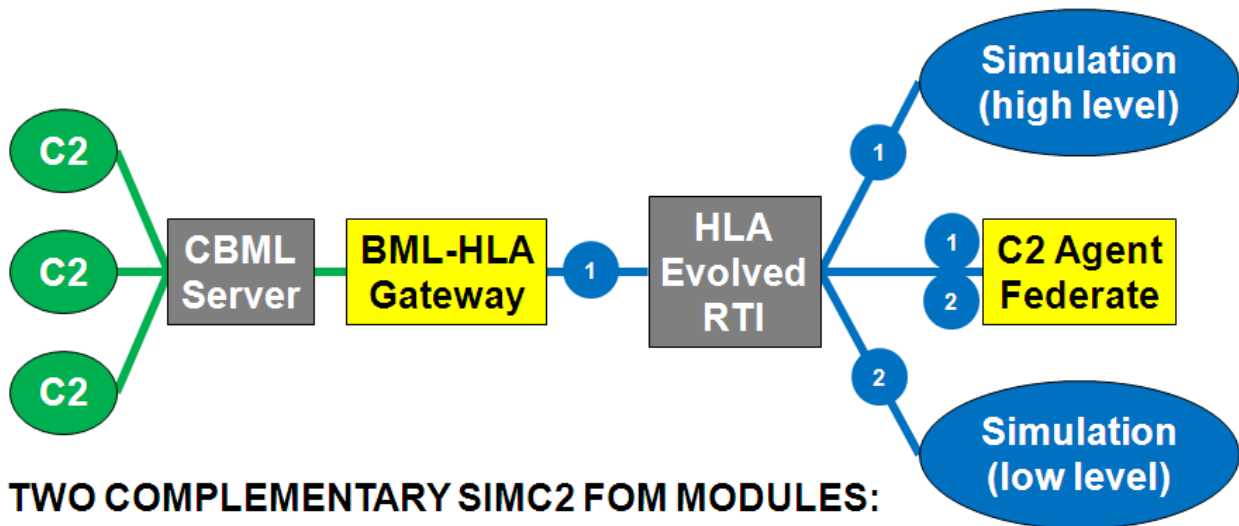 Simulation
(high level)
C2
1
C2
CBML
Server
BML-HLA
Gateway
1
HLA
Evolved
RTI
1
2
C2 Agent
Federate
C2
2
Simulation
(low level)
TWO COMPLEMENTARY SIMC2 FOM MODULES: